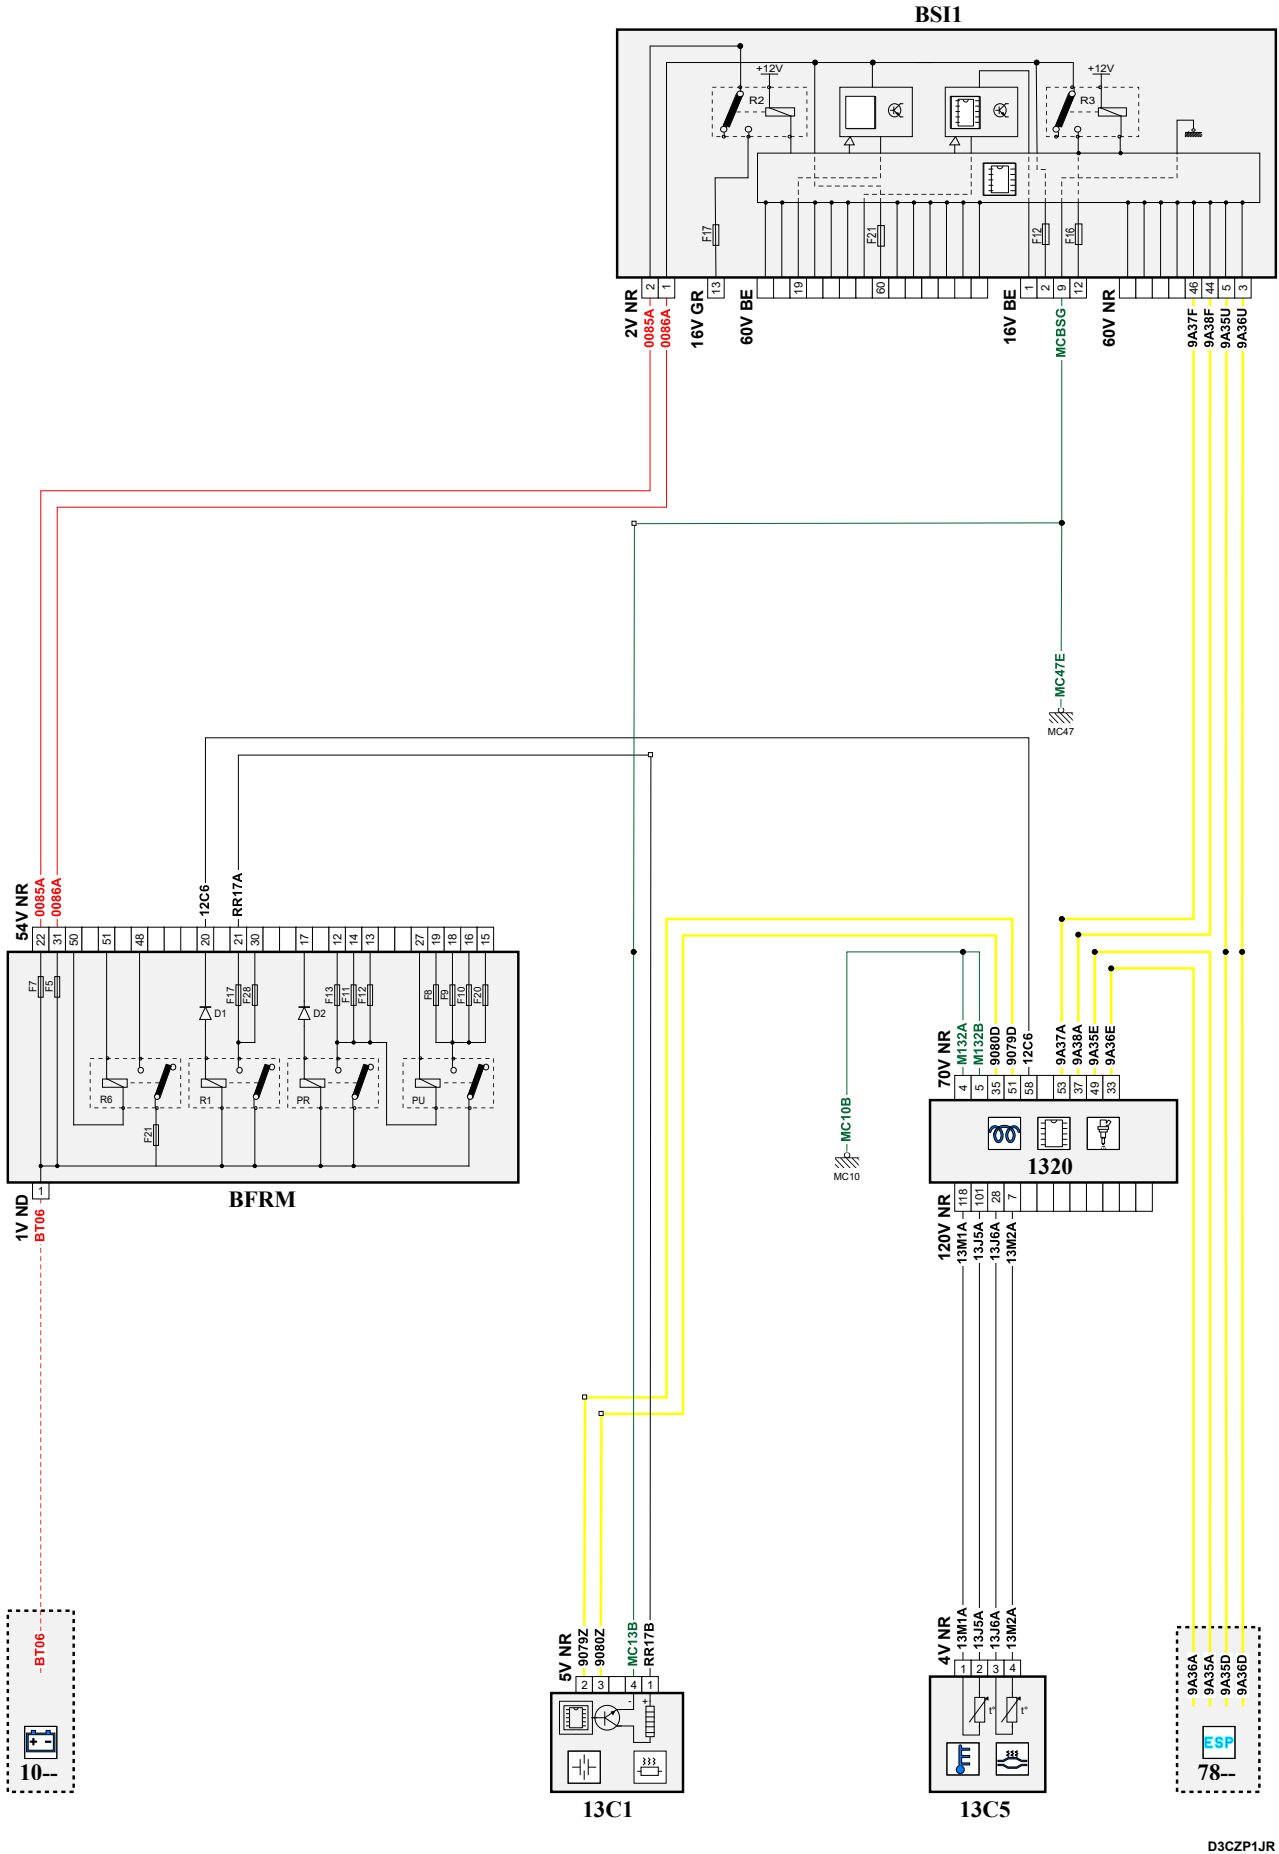 BSI1
+12V
+12V
R2
R3
F17
F21
F12
F16
2
1
13
19
60
1
2
9
12
46
44
5
3
2V NR
16V GR
60V BE
16V BE
60V NR
0085A
0086A
MCBSG
9A37F
9A38F
9A35U
9A36U
MC47E
MC47
54V NR
0085A
0086A
12C6
RR17A
22
31
50
51
48
20
21
30
17
12
14
13
27
19
18
16
15
F7
F5
D1
F17
F28
D2
F13
F11
F12
F8
F9
F10
F20
R6
R1
PR
PU
F21
BFRM
1
1V ND
BT06
70V NR
M132A
M132B
9080D
9079D
12C6
9A37A
9A38A
9A35E
9A36E
4
5
35
51
58
53
37
49
33
1320
MC10B
MC10
118
101
28
7
120V NR
13M1A
13J5A
13J6A
13M2A
BT06
+ -
10--
5V NR
9079Z
9080Z
MC13B
RR17B
2
3
4
1
- +
13C1
4V NR
13M1A
13J5A
13J6A
13M2A
1
2
3
4
t°
t°
13C5
9A36A
9A35A
9A35D
9A36D
ESP
78--
D3CZP1JR